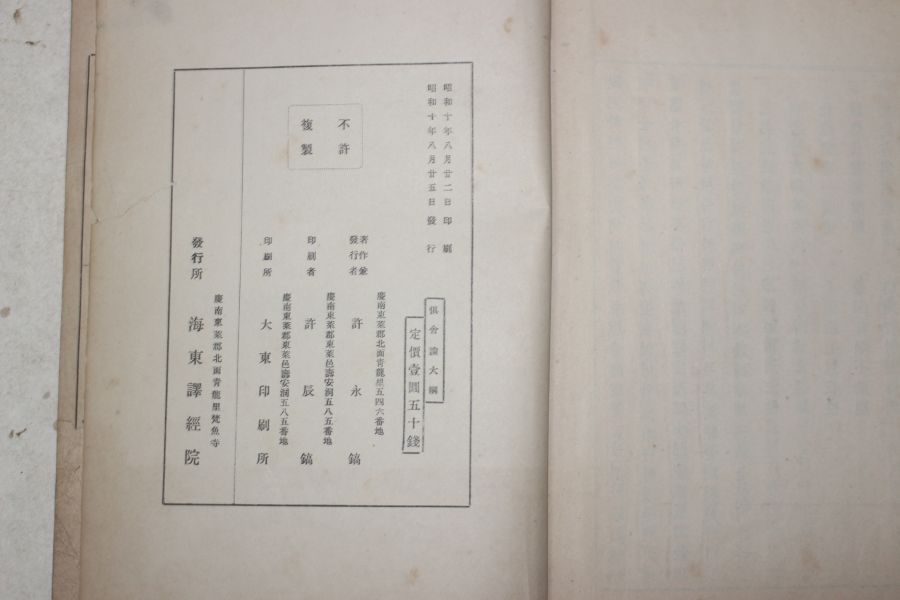 昭和十年八月廿二日 印刷
昭和十年八月廿五日 發行
俱舍論大綱
定價壹圓五十錢
不許
複製
慶南東萊郡北面靑龍里五四六番地
著作兼
發行者 許永鎬
慶南東萊郡東萊邑壽安洞五八五番地
印刷者 許辰鎬
慶南東萊郡東萊邑壽安洞五八五番地
印刷所 大東印刷所
慶南東萊郡北面靑龍里梵魚寺
發行所 海東譯經院